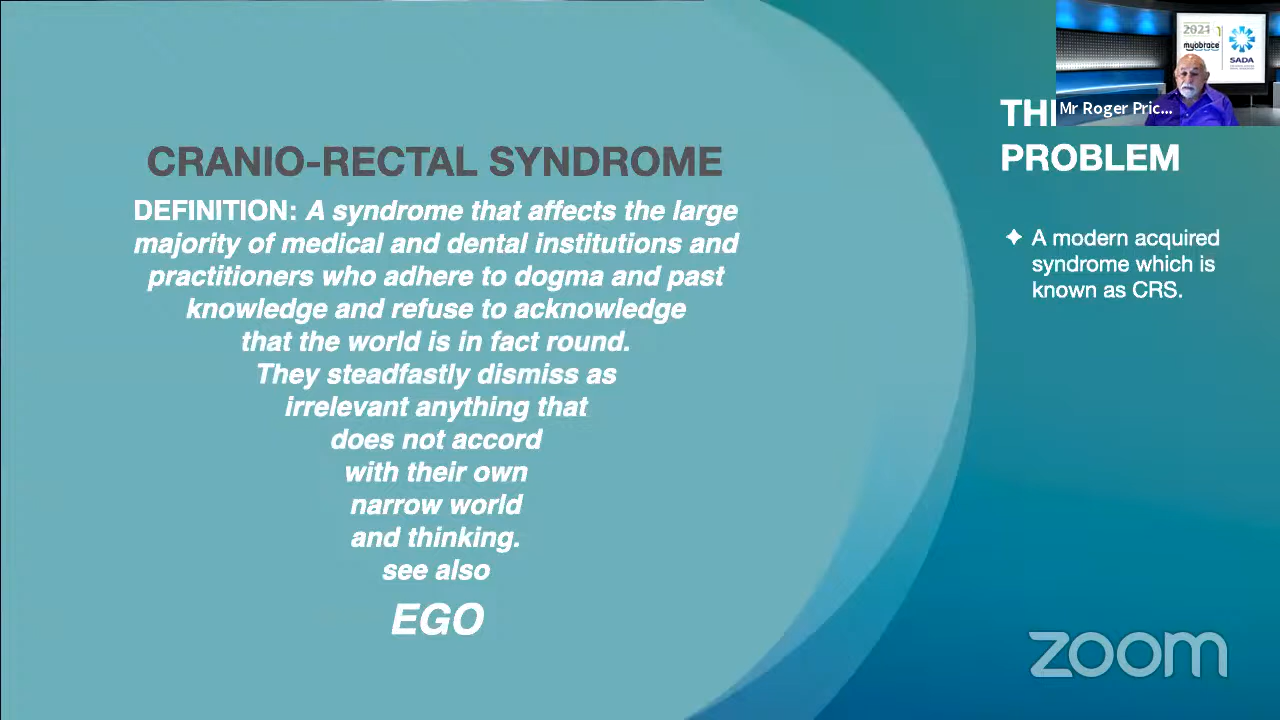 CRANIO-RECTAL SYNDROME
DEFINITION: A syndrome that affects the large
majority of medical and dental institutions and
practitioners who adhere to dogma and past
knowledge and refuse to acknowledge
that the world is in fact round.
They steadfastly dismiss as
irrelevant anything that
does not accord
with their own
narrow world
and thinking.
see also
EGO
2021
myobrace
SADA
Mr Roger Pric...
PROBLEM
✦ A modern acquired
syndrome which is
known as CRS.
zoom